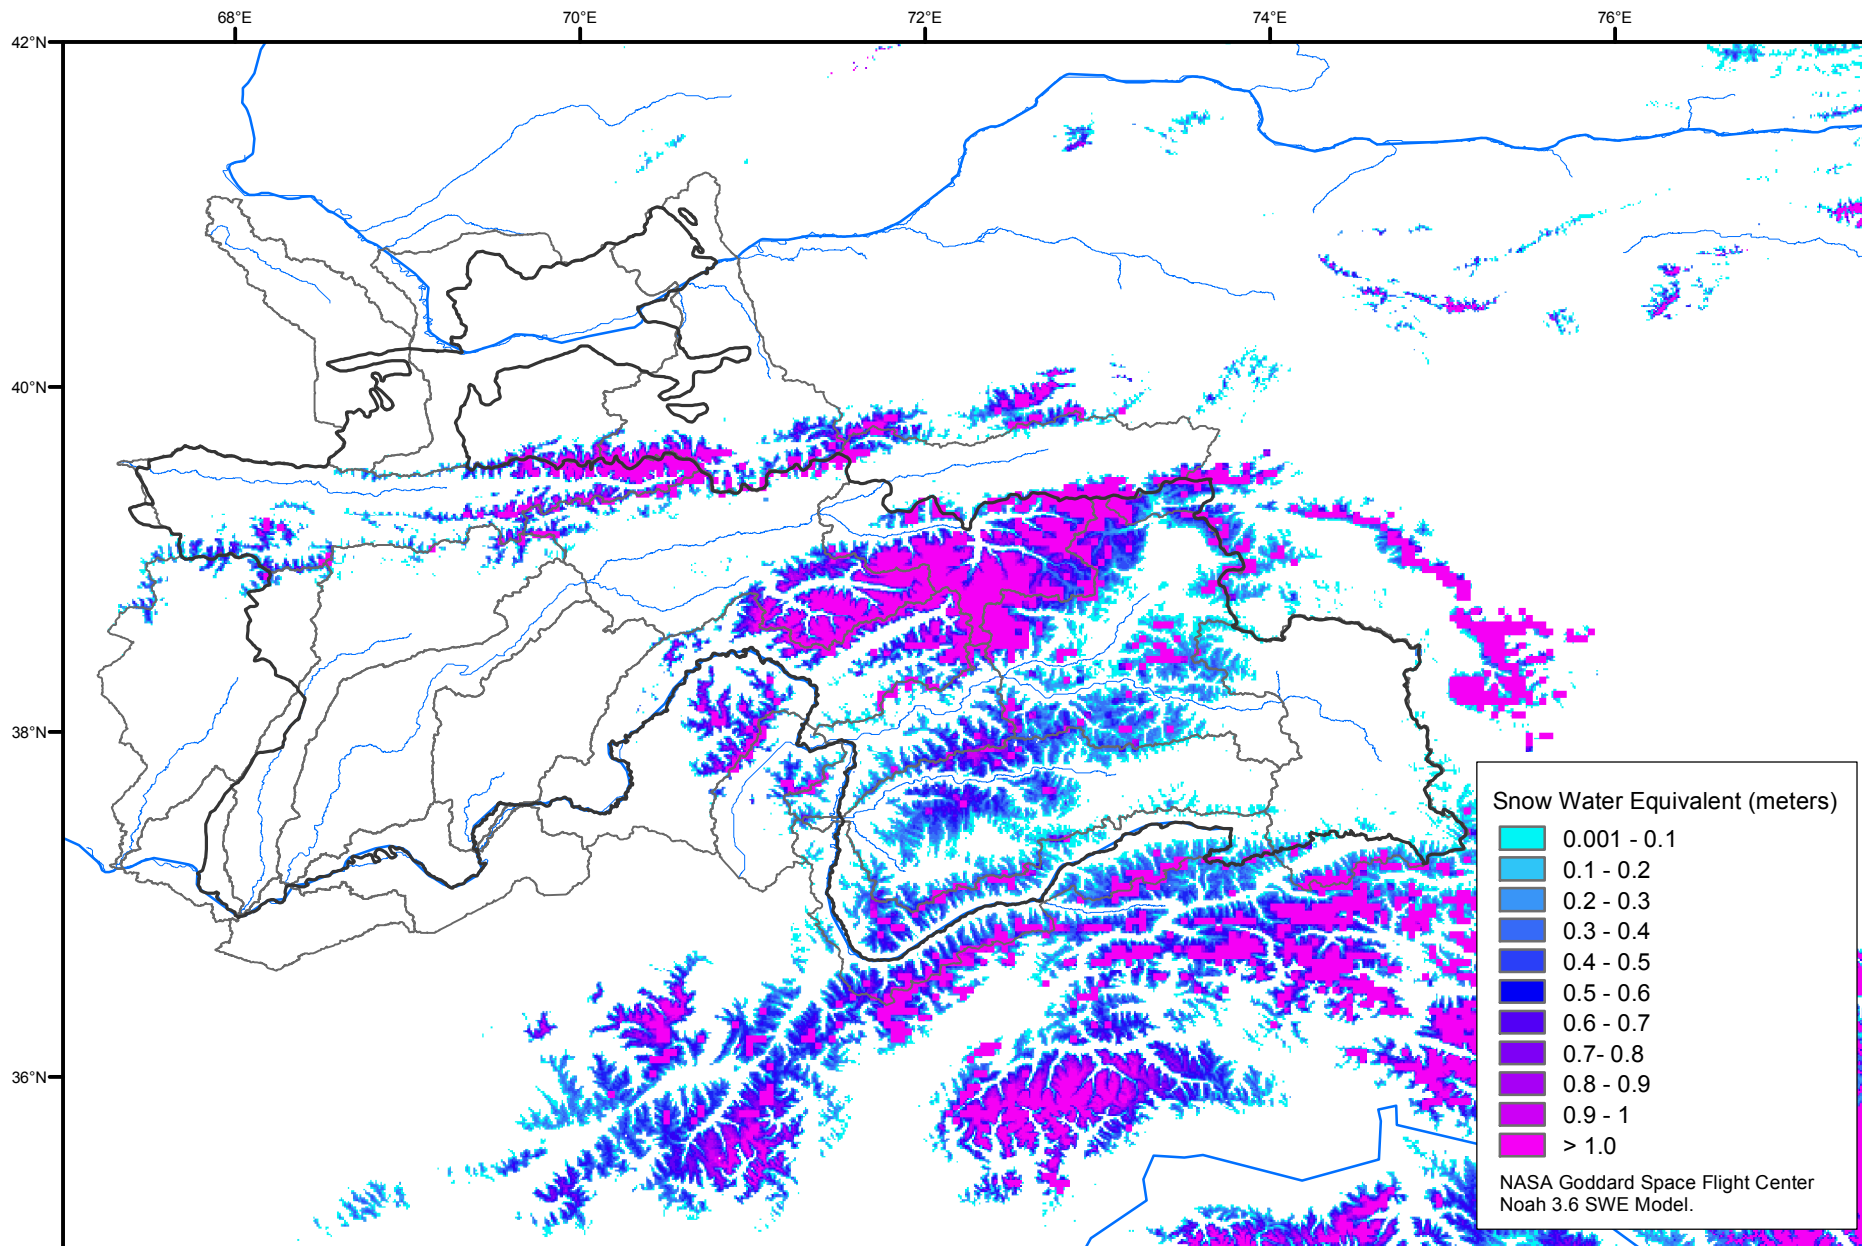 68°E
70°E
72°E
74°E
76°E
42°N
40°N
38°N
36°N
Snow Water Equivalent (meters)
0.001 - 0.1
0.1 - 0.2
0.2 - 0.3
0.3 - 0.4
0.4 - 0.5
0.5 - 0.6
0.6 - 0.7
0.7- 0.8
0.8 - 0.9
0.9 - 1
> 1.0
NASA Goddard Space Flight Center
Noah 3.6 SWE Model.